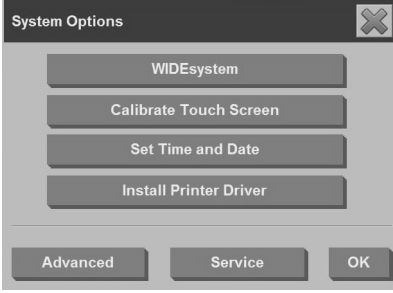 System Options
WIDEsystem
Calibrate Touch Screen
Set Time and Date
Install Printer Driver
Advanced Service OK